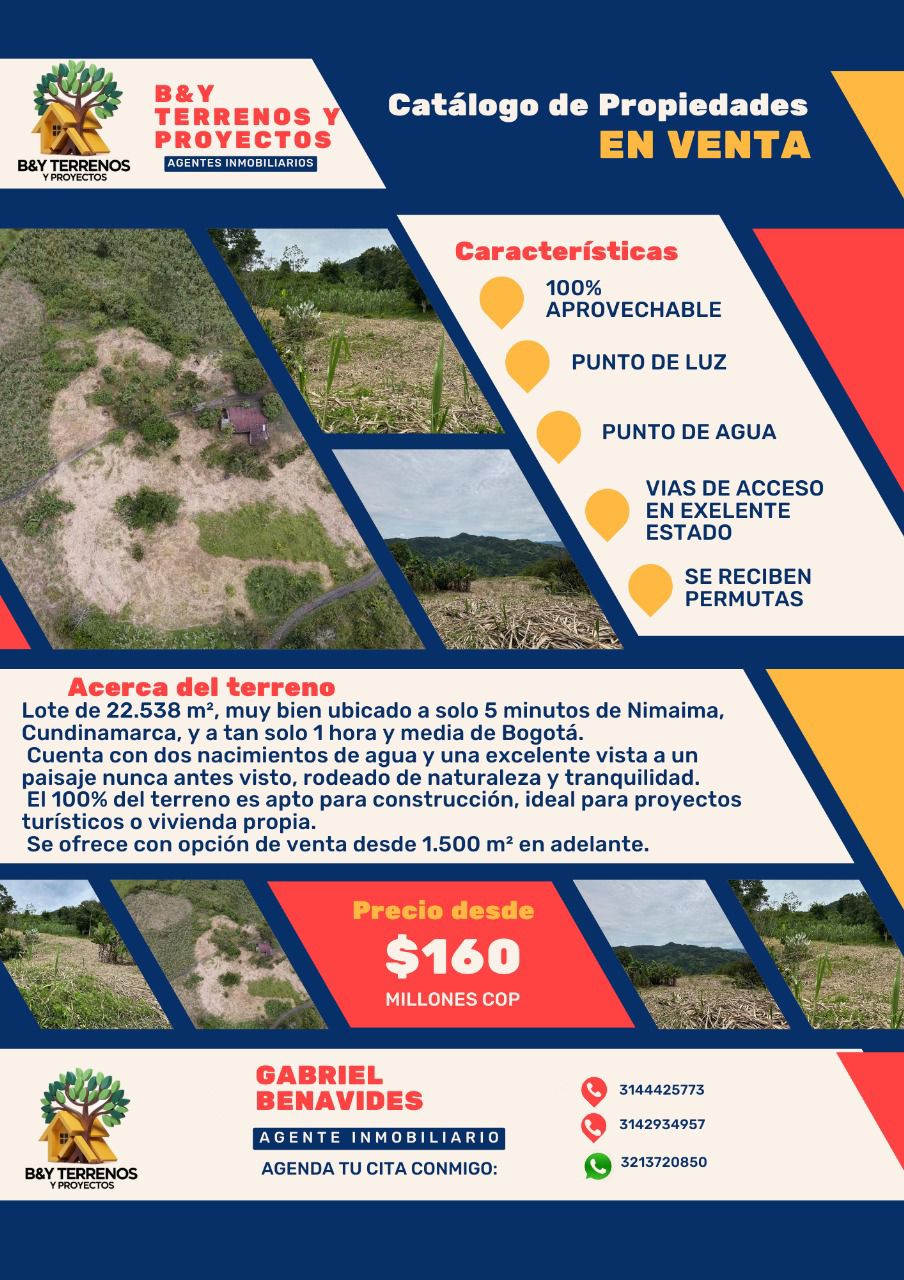 B&Y TERRENOS
Y PROYECTOS
B&Y
TERRENOS Y
PROYECTOS
AGENTES INMOBILIARIOS
Catálogo de Propiedades
EN VENTA
Características
100%
APROVECHABLE
PUNTO DE LUZ
PUNTO DE AGUA
VIAS DE ACCESO
EN EXELENTE
ESTADO
SE RECIBEN
PERMUTAS
Acerca del terreno
Lote de 22.538 m², muy bien ubicado a solo 5 minutos de Nimaima,
Cundinamarca, y a tan solo 1 hora y media de Bogotá.
Cuenta con dos nacimientos de agua y una excelente vista a un
paisaje nunca antes visto, rodeado de naturaleza y tranquilidad.
El 100% del terreno es apto para construcción, ideal para proyectos
turísticos o vivienda propia.
Se ofrece con opción de venta desde 1.500 m² en adelante.
Precio desde
$160
MILLONES COP
B&Y TERRENOS
Y PROYECTOS
GABRIEL
BENAVIDES
AGENTE INMOBILIARIO
AGENDA TU CITA CONMIGO:
3144425773
3142934957
3213720850